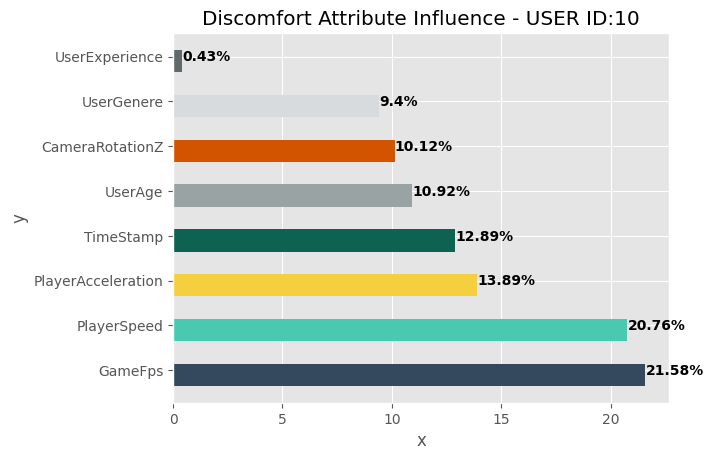 Discomfort Attribute Influence - USER ID:10
UserExperience 0.43%
UserGenere 9.4%
CameraRotationZ 10.12%
UserAge 10.92%
y
TimeStamp 12.89%
PlayerAcceleration 13.89%
PlayerSpeed 20.76%
GameFps 21.58%
0 5 10 15 20
x